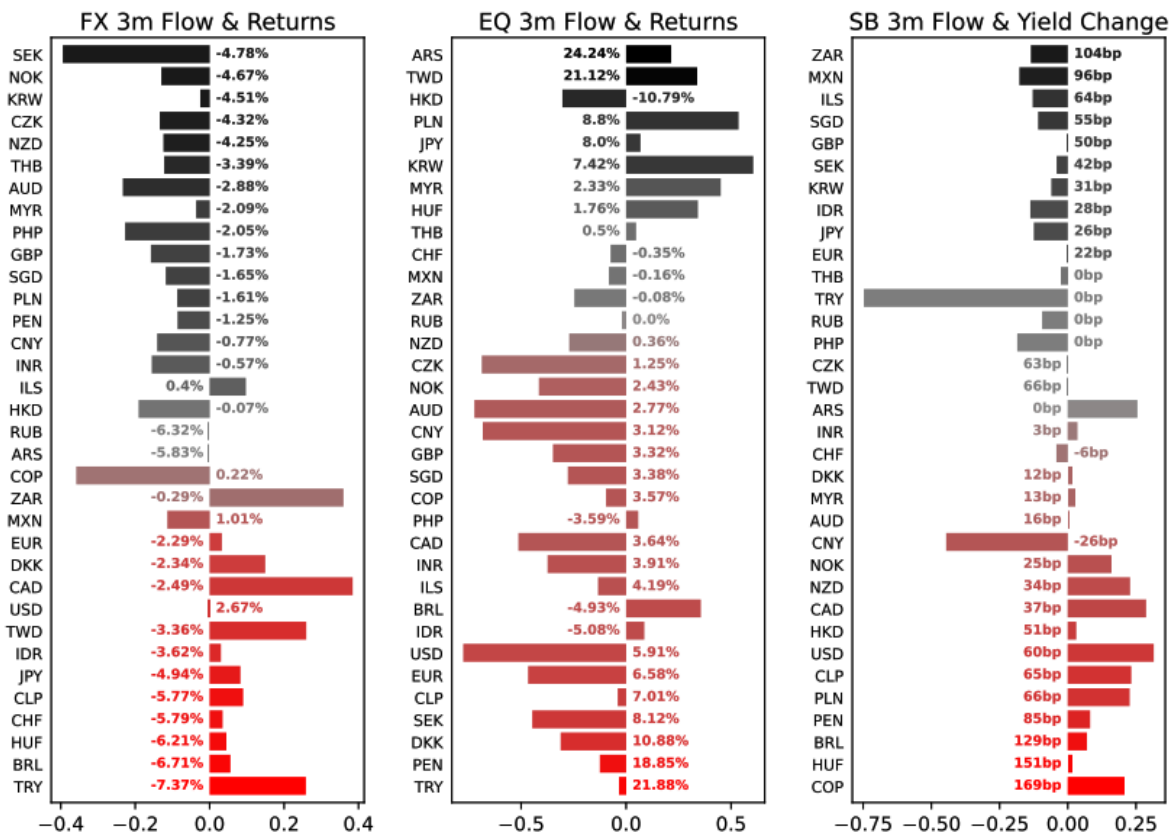 FX 3m Flow & Returns
SEK -4.78%
NOK -4.67%
KRW -4.51%
CZK -4.32%
NZD -4.25%
THB -3.39%
AUD -2.88%
MYR -2.09%
PHP -2.05%
GBP -1.73%
SGD -1.65%
PLN -1.61%
PEN -1.25%
CNY -0.77%
INR -0.57%
ILS 0.4%
HKD -0.07%
RUB -6.32%
ARS -5.83%
COP 0.22%
ZAR -0.29%
MXN 1.01%
EUR -2.29%
DKK -2.34%
CAD -2.49%
USD 2.67%
TWD -3.36%
IDR -3.62%
JPY -4.94%
CLP -5.77%
CHF -5.79%
HUF -6.21%
BRL -6.71%
TRY -7.37%
−0.4 −0.2 0.0 0.2 0.4
EQ 3m Flow & Returns
ARS 24.24%
TWD 21.12%
HKD -10.79%
PLN 8.8%
JPY 8.0%
KRW 7.42%
MYR 2.33%
HUF 1.76%
THB 0.5%
CHF -0.35%
MXN -0.16%
ZAR -0.08%
RUB 0.0%
NZD 0.36%
CZK 1.25%
NOK 2.43%
AUD 2.77%
CNY 3.12%
GBP 3.32%
SGD 3.38%
COP 3.57%
PHP -3.59%
CAD 3.64%
INR 3.91%
ILS 4.19%
BRL -4.93%
IDR -5.08%
USD 5.91%
EUR 6.58%
CLP 7.01%
SEK 8.12%
DKK 10.88%
PEN 18.85%
TRY 21.88%
−0.5 0.0 0.5
SB 3m Flow & Yield Change
ZAR 104bp
MXN 96bp
ILS 64bp
SGD 55bp
GBP 50bp
SEK 42bp
KRW 31bp
IDR 28bp
JPY 26bp
EUR 22bp
THB 0bp
TRY 0bp
RUB 0bp
PHP 0bp
CZK 63bp
TWD 66bp
ARS 0bp
INR 3bp
CHF -6bp
DKK 12bp
MYR 13bp
AUD 16bp
CNY -26bp
NOK 25bp
NZD 34bp
CAD 37bp
HKD 51bp
USD 60bp
CLP 65bp
PLN 66bp
PEN 85bp
BRL 129bp
HUF 151bp
COP 169bp
−0.75 −0.50 −0.25 0.00 0.25